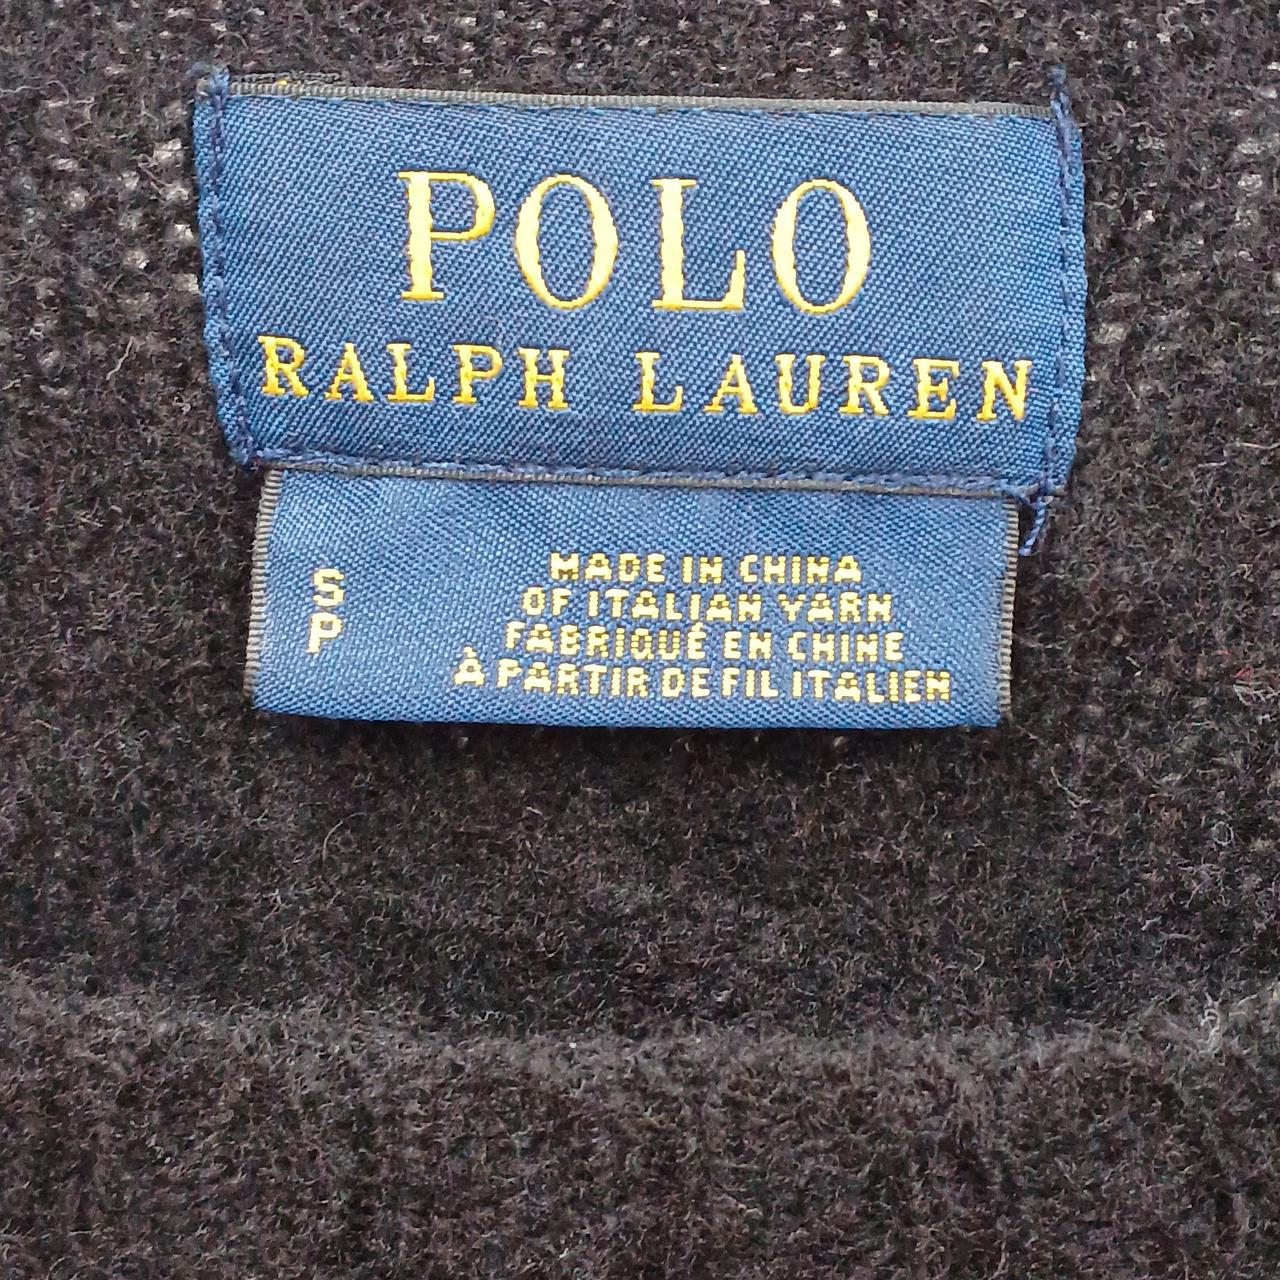 POLO
RALPH LAUREN
S
P
MADE IN CHINA
OF ITALIAN YARN
FABRIQUÉ EN CHINE
À PARTIR DE FIL ITALIEN